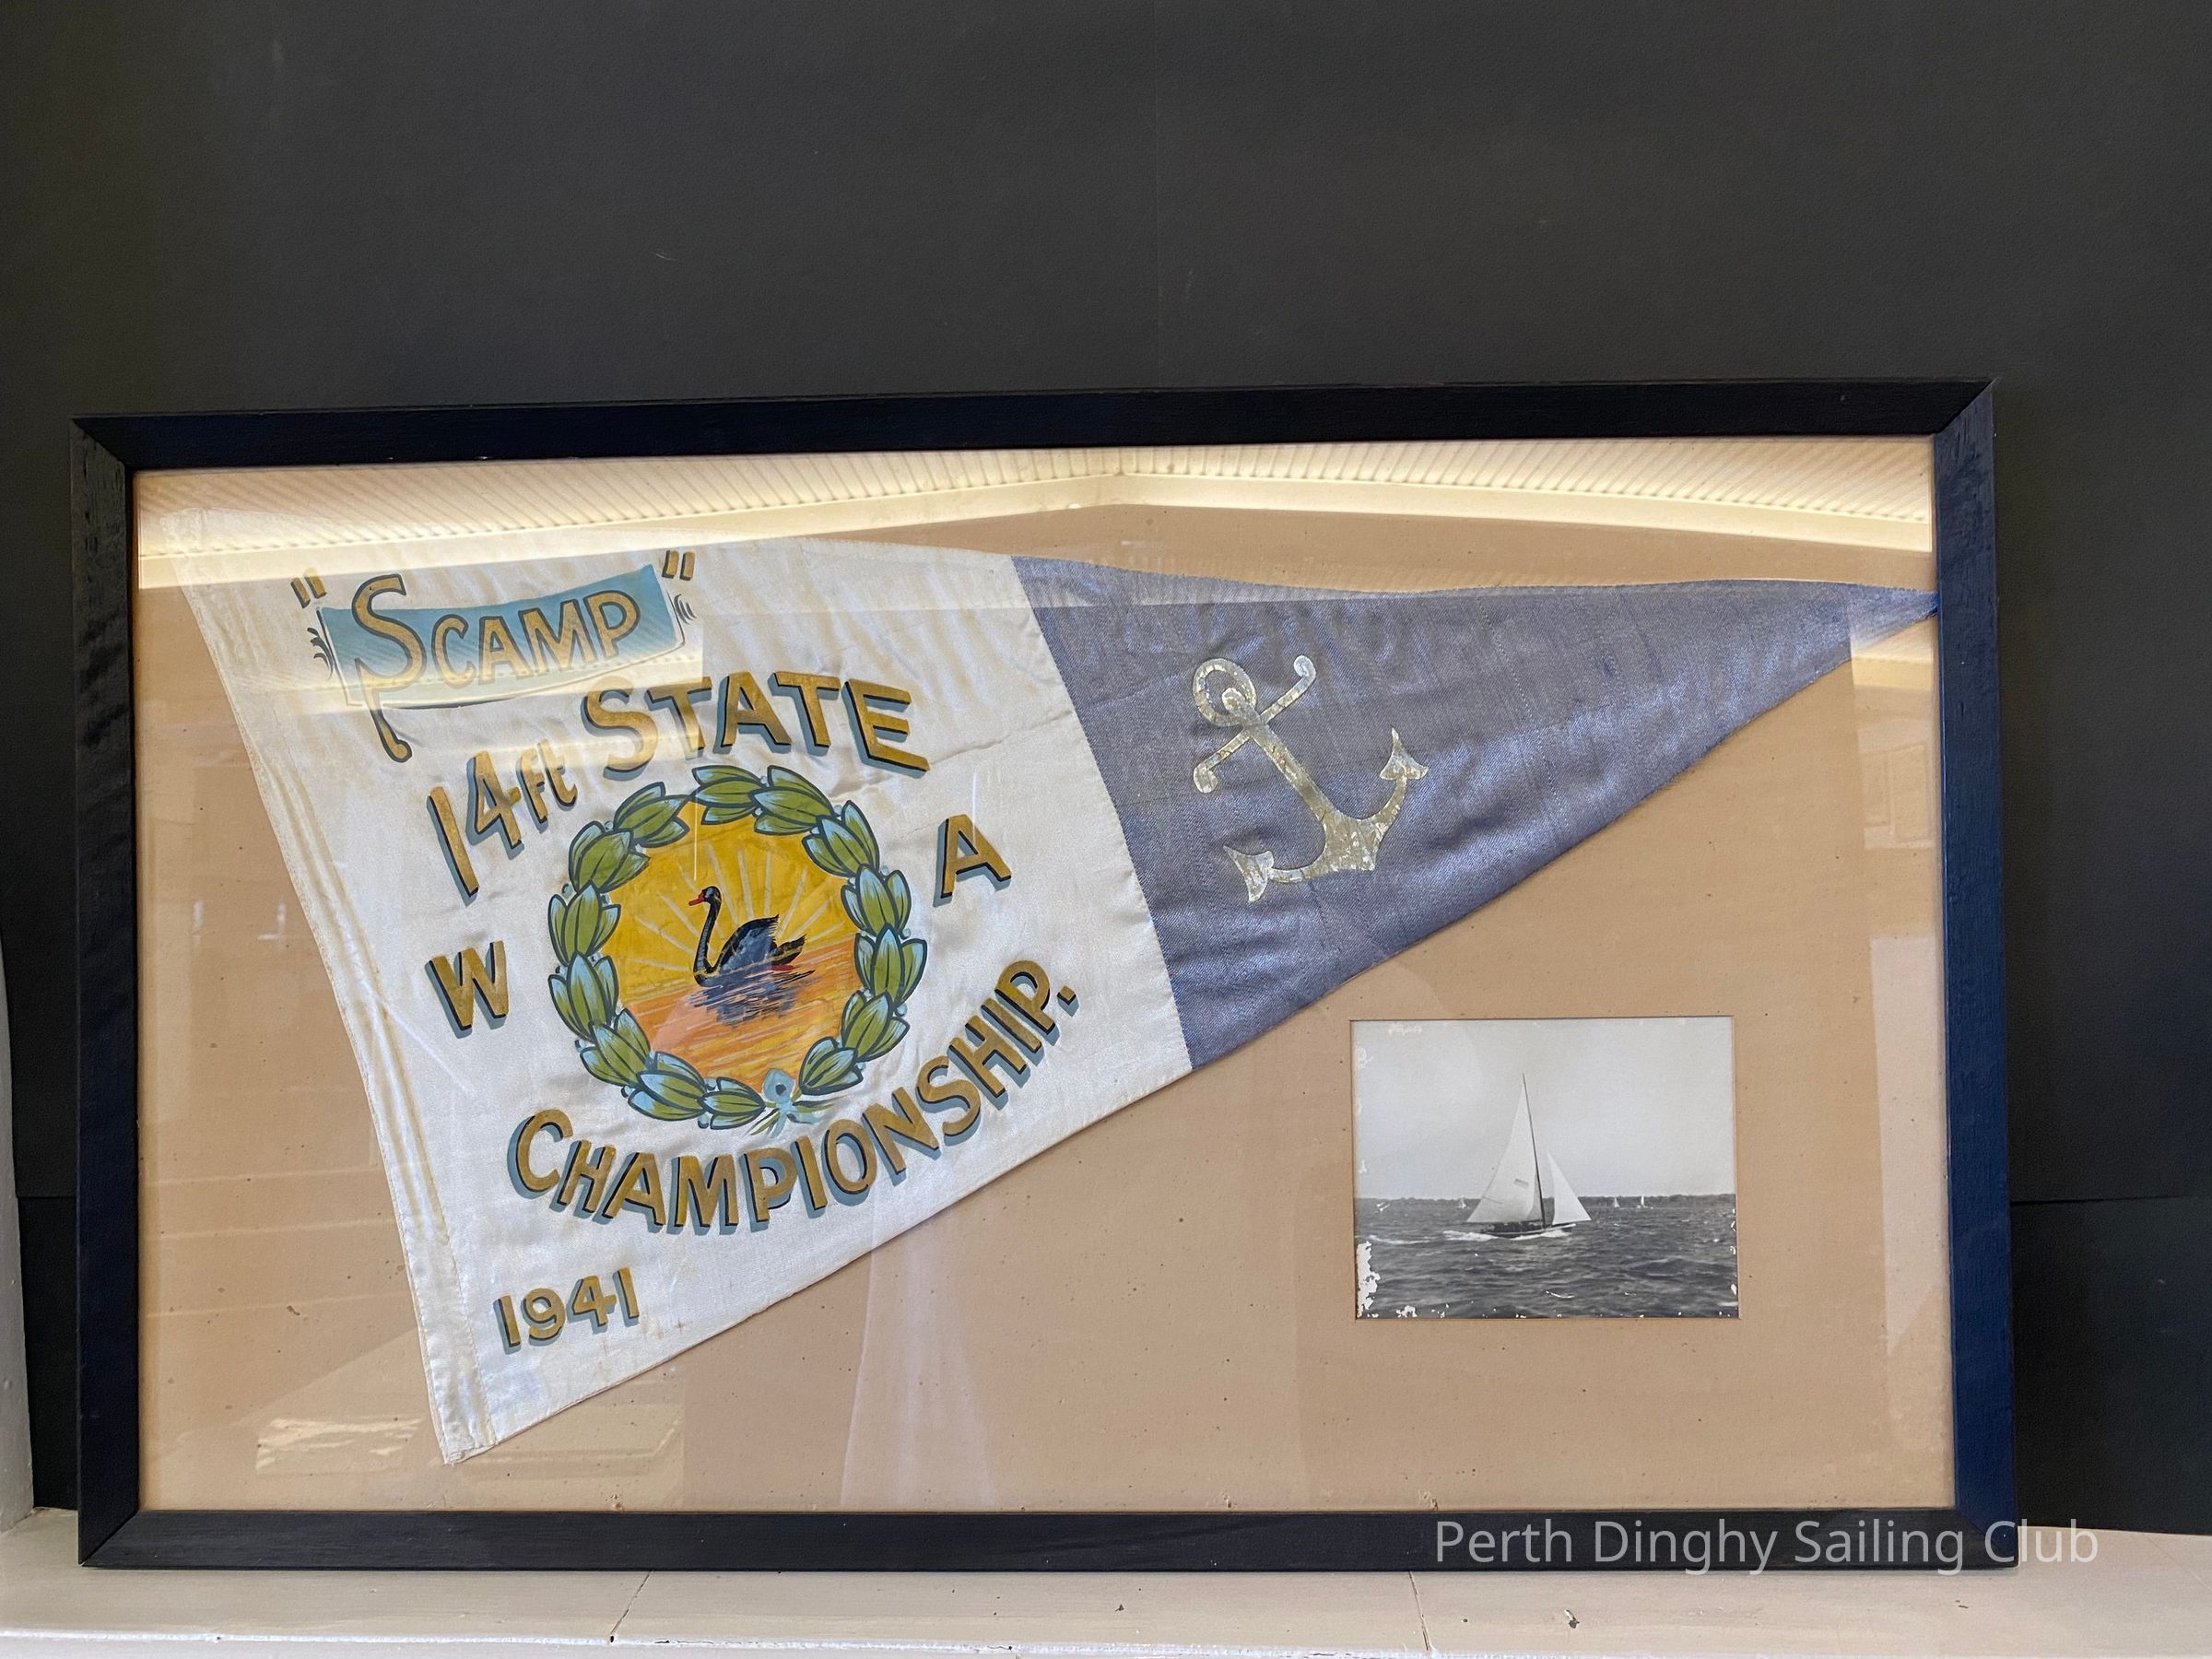 "SCAMP"
14ft STATE
W A
CHAMPIONSHIP.
1941
Perth Dinghy Sailing Club